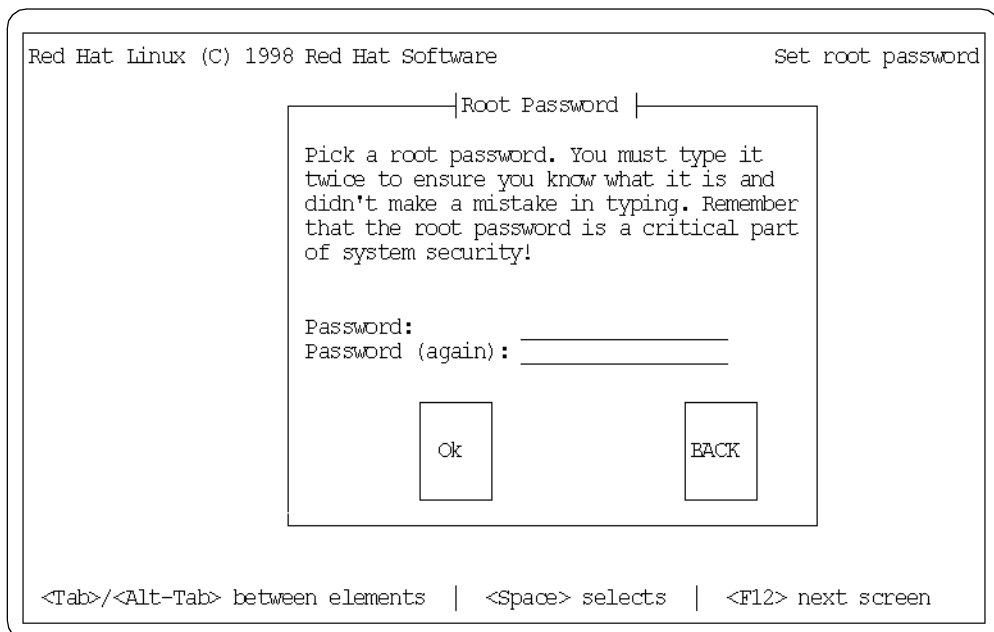 Red Hat Linux (C) 1998 Red Hat Software Set root password
Root Password
Pick a root password. You must type it
twice to ensure you know what it is and
didn't make a mistake in typing. Remember
that the root password is a critical part
of system security!
Password:
Password (again):
Ok BACK
<Tab>/<Alt-Tab> between elements | <Space> selects | <F12> next screen